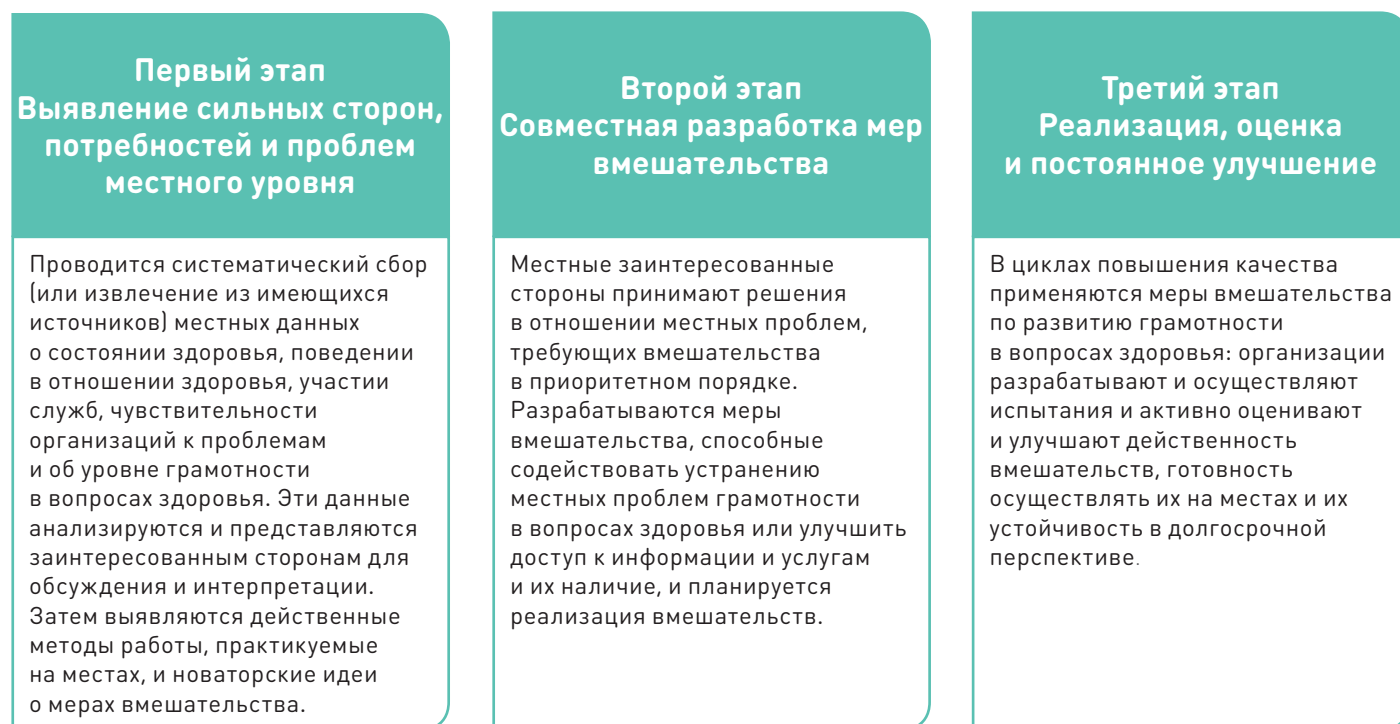 Первый этап
Выявление сильных сторон,
потребностей и проблем
местного уровня
Проводится систематический сбор
(или извлечение из имеющихся
источников) местных данных
о состоянии здоровья, поведении
в отношении здоровья, участии
служб, чувствительности
организаций к проблемам
и об уровне грамотности
в вопросах здоровья. Эти данные
анализируются и представляются
заинтересованным сторонам для
обсуждения и интерпретации.
Затем выявляются действенные
методы работы, практикуемые
на местах, и новаторские идеи
о мерах вмешательства.
Второй этап
Совместная разработка мер
вмешательства
Местные заинтересованные
стороны принимают решения
в отношении местных проблем,
требующих вмешательства
в приоритетном порядке.
Разрабатываются меры
вмешательства, способные
содействовать устранению
местных проблем грамотности
в вопросах здоровья или улучшить
доступ к информации и услугам
и их наличие, и планируется
реализация вмешательств.
Третий этап
Реализация, оценка
и постоянное улучшение
В циклах повышения качества
применяются меры вмешательства
по развитию грамотности
в вопросах здоровья: организации
разрабатывают и осуществляют
испытания и активно оценивают
и улучшают действенность
вмешательств, готовность
осуществлять их на местах и их
устойчивость в долгосрочной
перспективе.